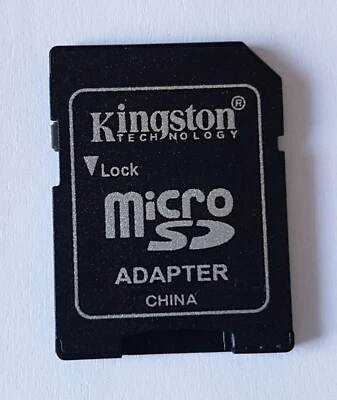 Kingston®
TECHNOLOGY
▼Lock
micro
SD
ADAPTER
CHINA